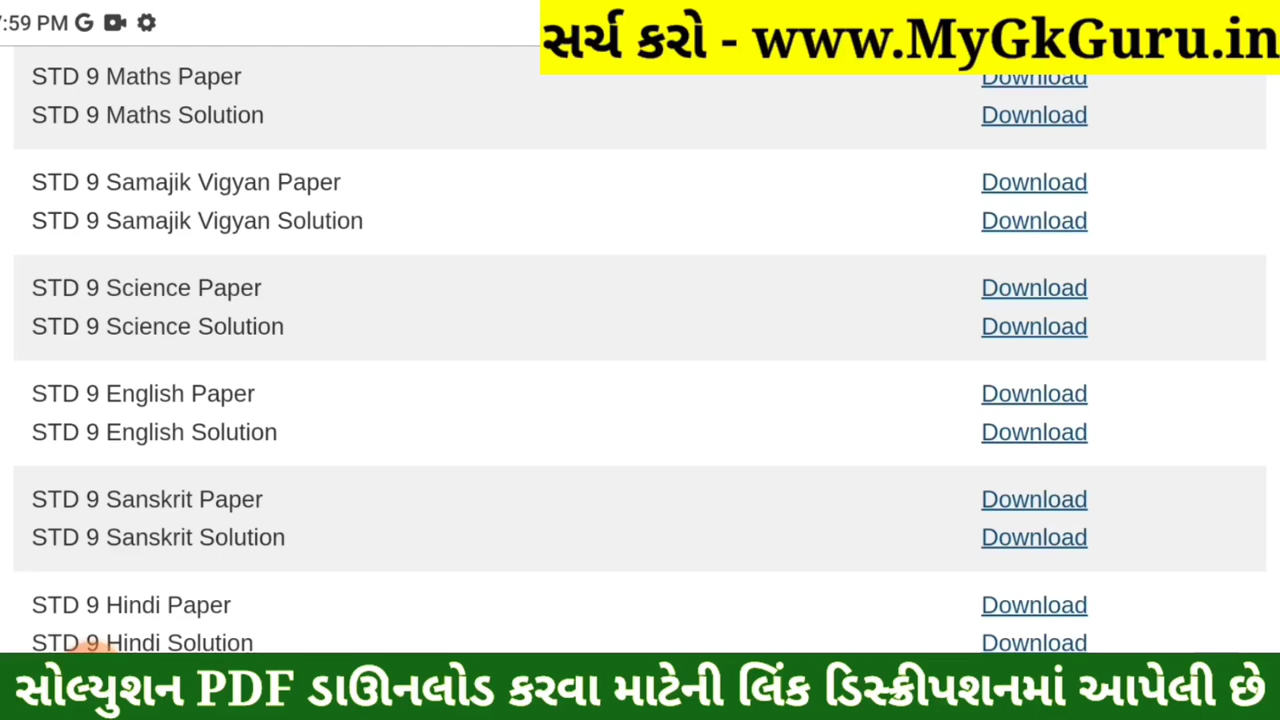 :59 PM
સર્ચ કરો - www.MyGkGuru.in
STD 9 Maths Paper Download
STD 9 Maths Solution Download
STD 9 Samajik Vigyan Paper Download
STD 9 Samajik Vigyan Solution Download
STD 9 Science Paper Download
STD 9 Science Solution Download
STD 9 English Paper Download
STD 9 English Solution Download
STD 9 Sanskrit Paper Download
STD 9 Sanskrit Solution Download
STD 9 Hindi Paper Download
STD 9 Hindi Solution Download
સોલ્યુશન PDF ડાઊનલોડ કરવા માટેની લિંક ડિસ્ક્રીપશનમાં આપેલી છે